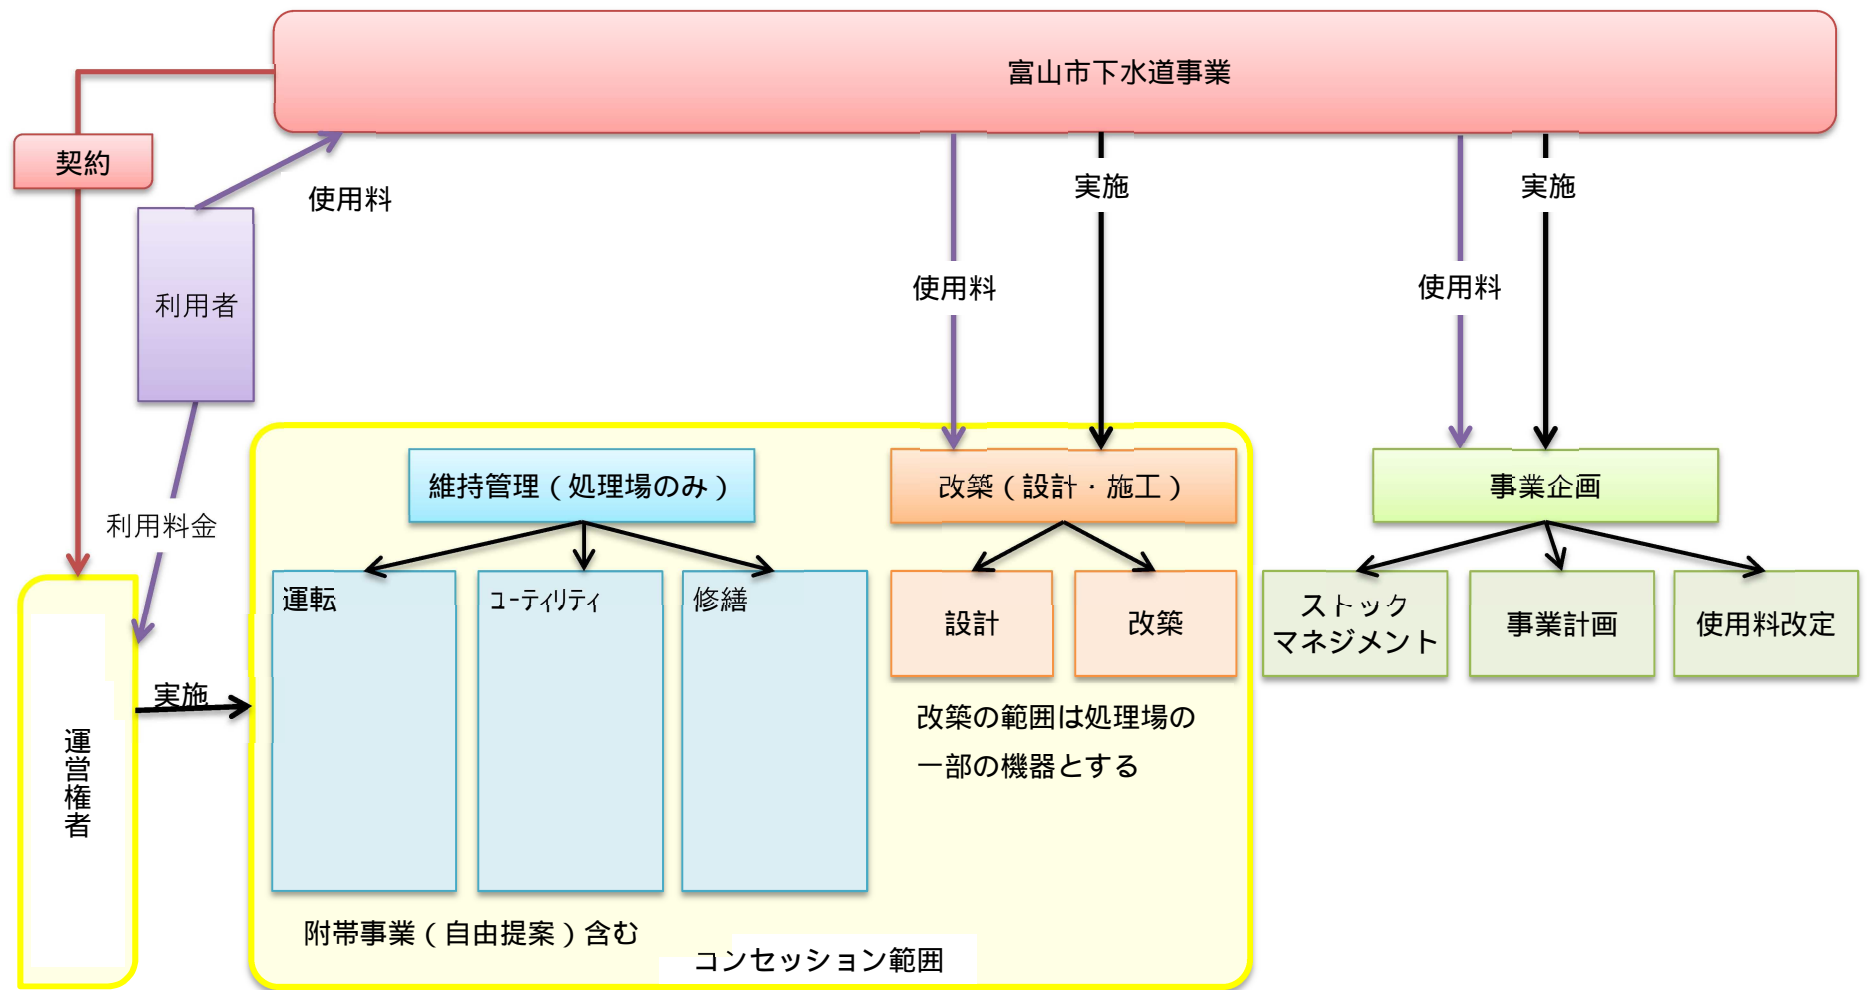 富山市下水道事業
契約
使用料
実施
実施
利用者
使用料
使用料
維持管理（処理場のみ）
改築（設計・施工）
事業企画
利用料金
運転
ユーティリティ
修繕
設計
改築
ストック
マネジメント
事業計画
使用料改定
実施
運営権者
改築の範囲は処理場の
一部の機器とする
附帯事業（自由提案）含む
コンセッション範囲